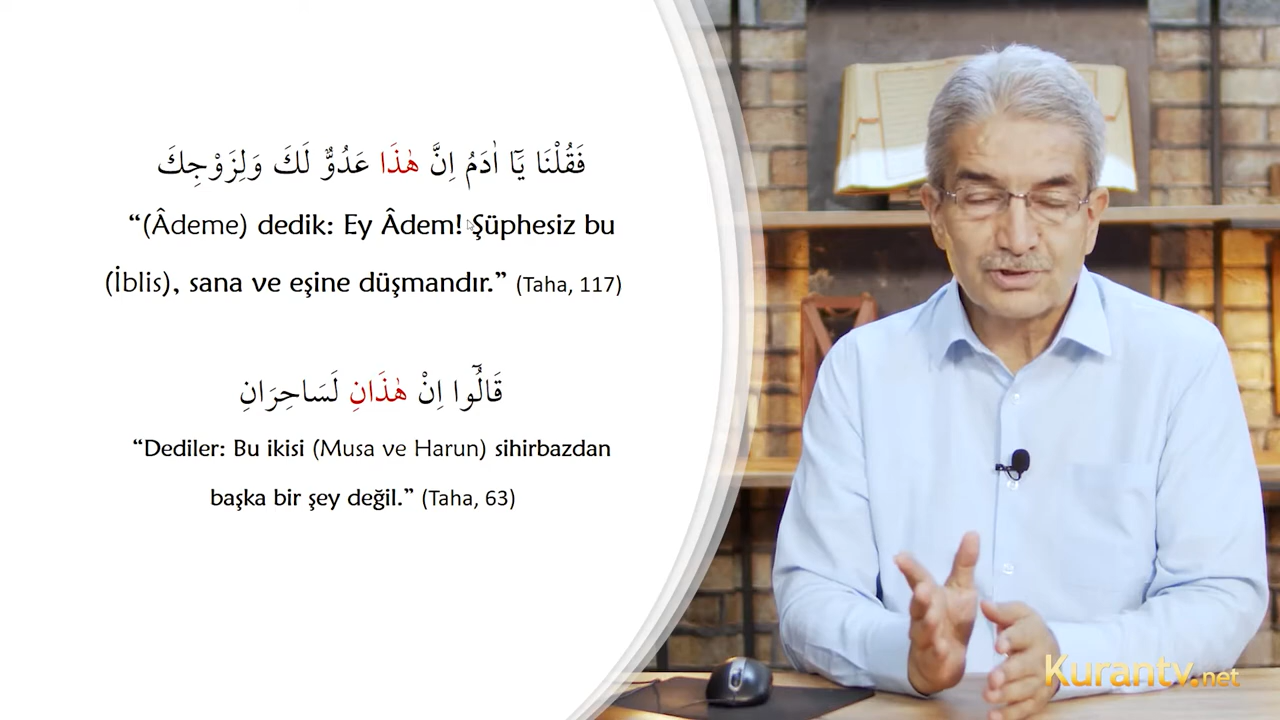 فَقُلْنَا يَٓا اٰدَمُ اِنَّ هٰذَا عَدُوٌّ لَكَ وَلِزَوْجِكَ
“(Âdeme) dedik: Ey Âdem! Şüphesiz bu
(İblis), sana ve eşine düşmandır.” (Taha, 117)
قَالُٓوا اِنْ هٰذَانِ لَسَاحِرَانِ
“Dediler: Bu ikisi (Musa ve Harun) sihirbazdan
başka bir şey değil.” (Taha, 63)
Kurantv.net